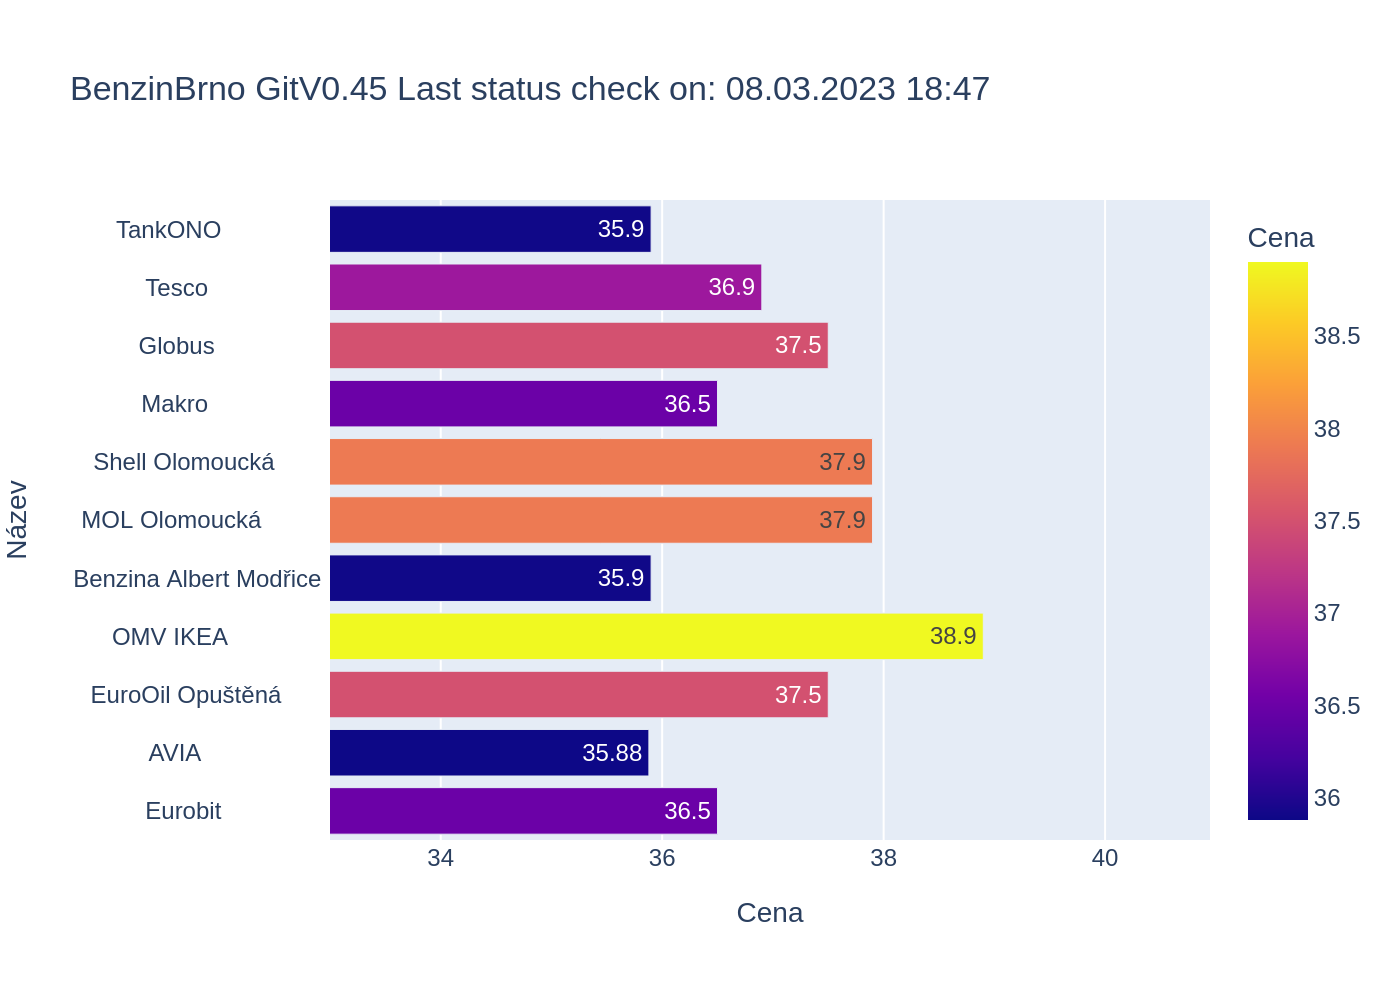 BenzinBrno GitV0.45 Last status check on: 08.03.2023 18:47
Název
TankONO 35.9
Tesco 36.9
Globus 37.5
Makro 36.5
Shell Olomoucká 37.9
MOL Olomoucká 37.9
Benzina Albert Modřice 35.9
OMV IKEA 38.9
EuroOil Opuštěná 37.5
AVIA 35.88
Eurobit 36.5
34 36 38 40
Cena
Cena
38.5
38
37.5
37
36.5
36